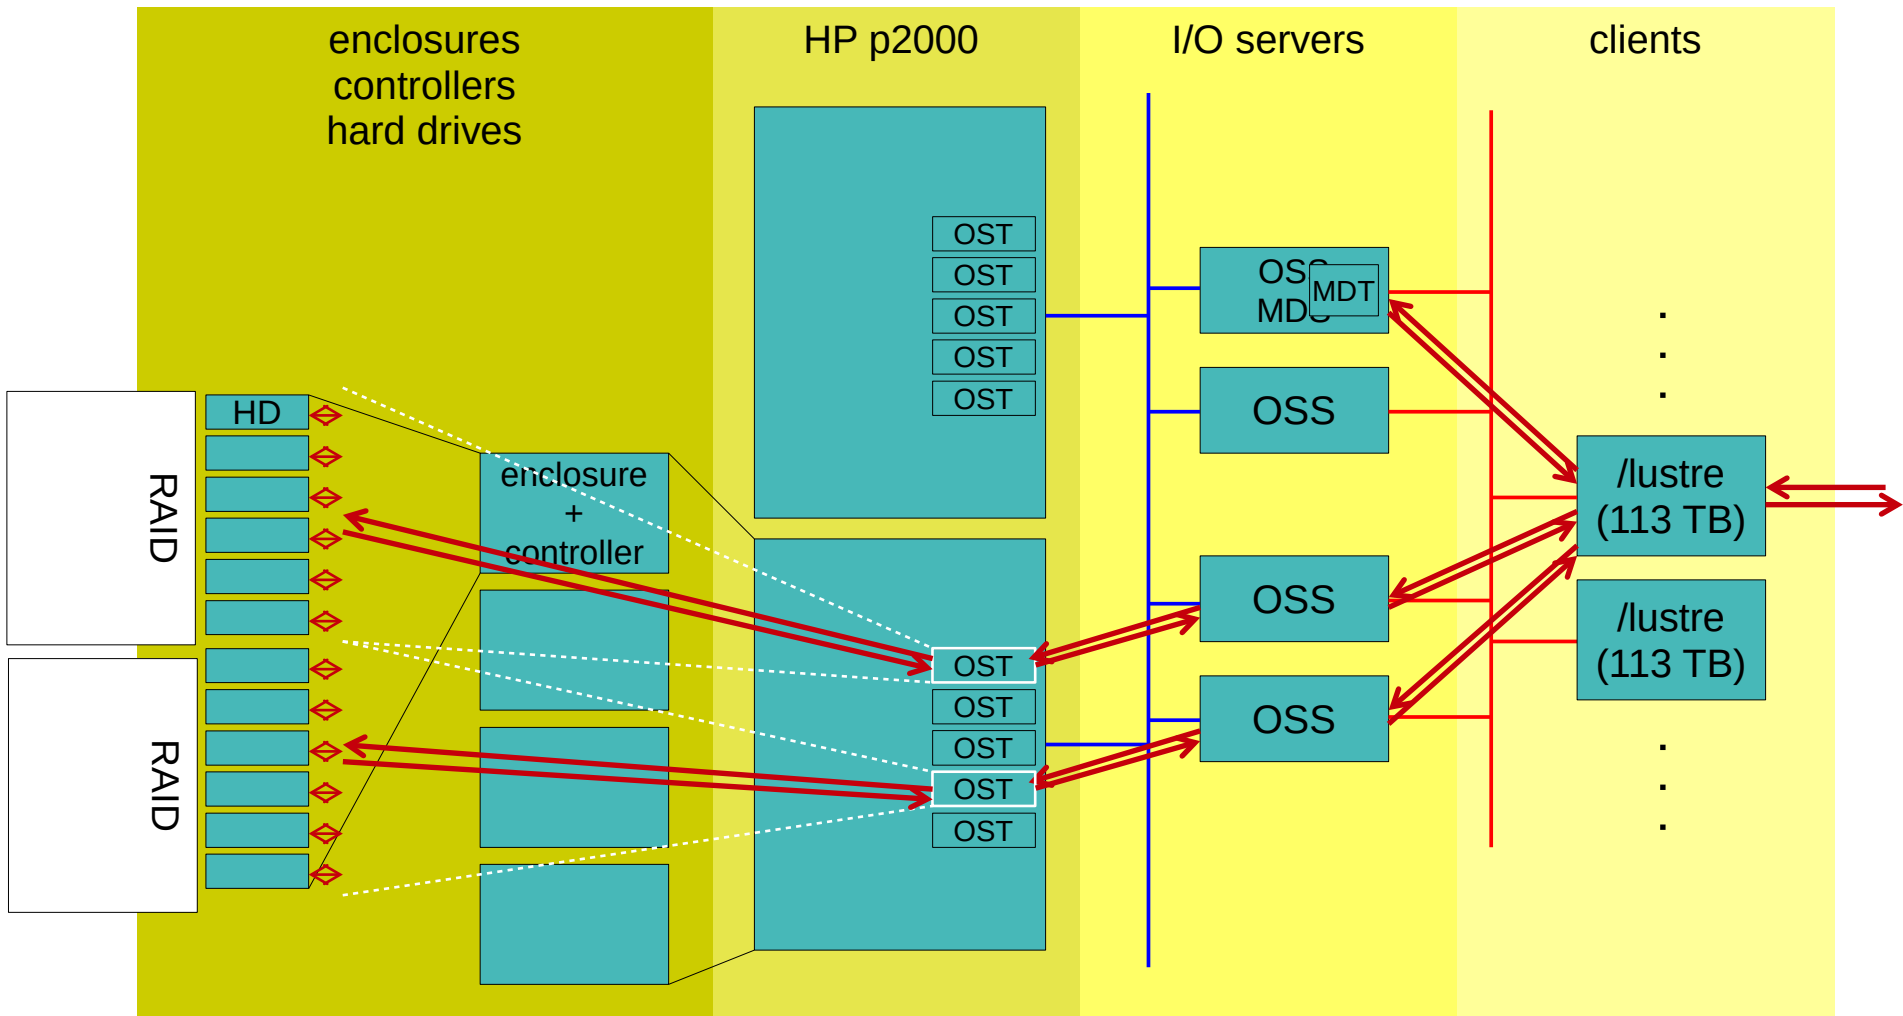 enclosures
controllers
hard drives
HP p2000
I/O servers
clients
RAID
RAID
HD
enclosure
+
controller
OST
OST
OST
OST
OST
OST
OST
OST
OST
OST
OSS
MDS
MDT
OSS
OSS
OSS
.
.
.
/lustre
(113 TB)
/lustre
(113 TB)
.
.
.